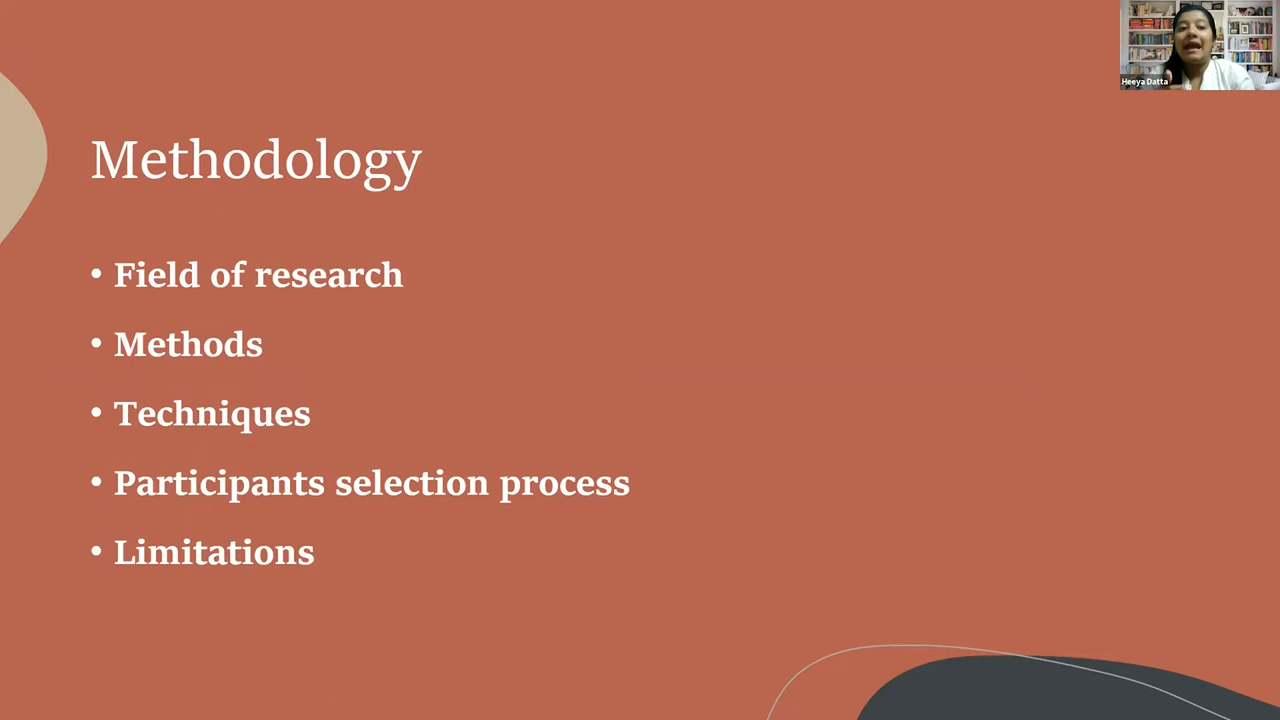 Heeya Datta
Methodology
• Field of research
• Methods
• Techniques
• Participants selection process
• Limitations